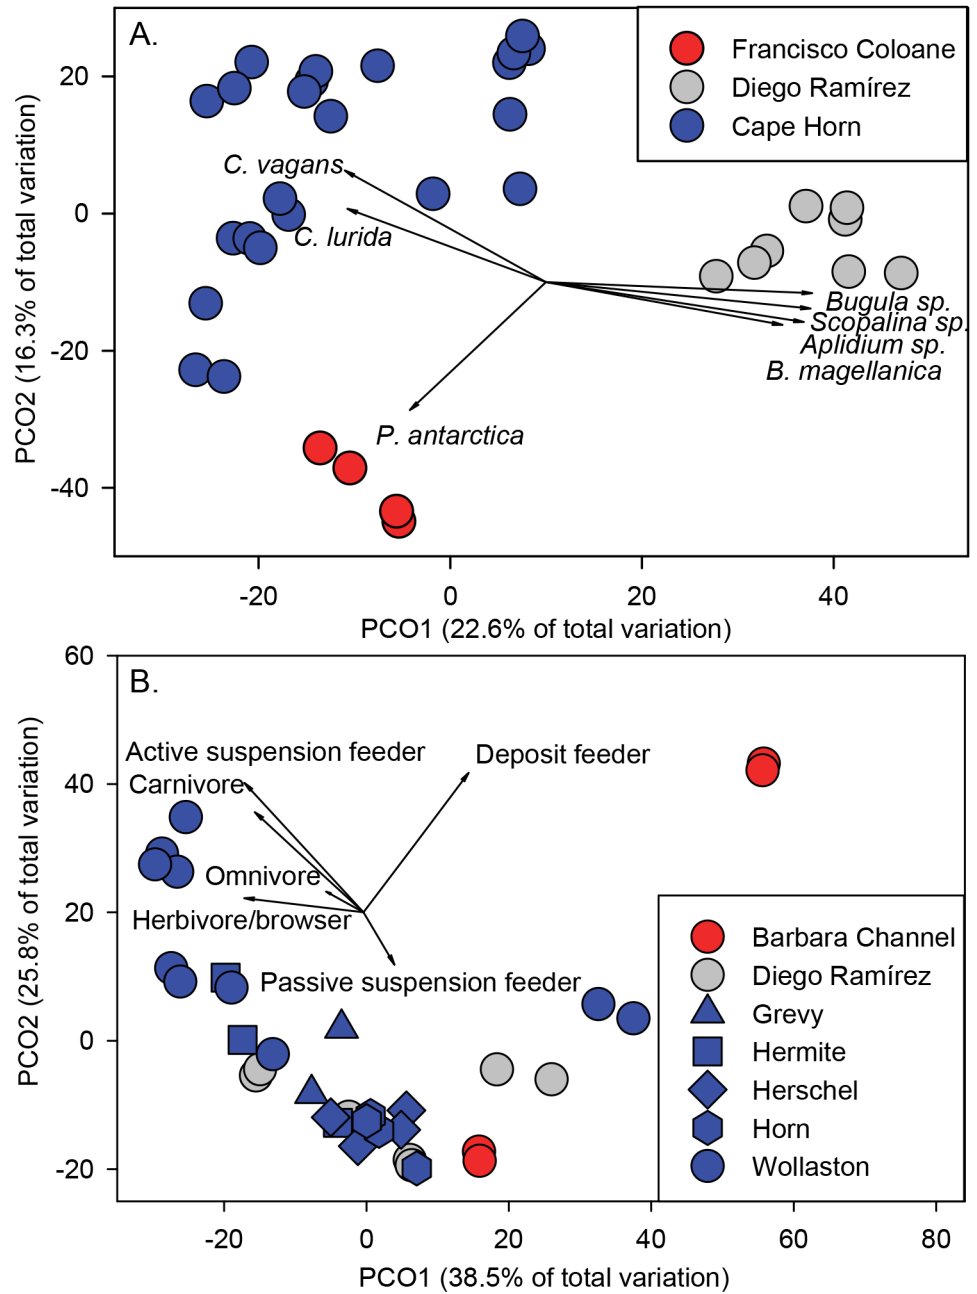 A.
Francisco Coloane
Diego Ramírez
Cape Horn
20
0
-20
-40
PCO2 (16.3% of total variation)
C. vagans
C. lurida
Bugula sp.
Scopalina sp.
Aplidium sp.
B. magellanica
P. antarctica
-20 0 20 40
PCO1 (22.6% of total variation)
B.
60
40
20
0
-20
PCO2 (25.8% of total variation)
Active suspension feeder
Deposit feeder
Carnivore
Omnivore
Herbivore/browser
Passive suspension feeder
Barbara Channel
Diego Ramírez
Grevy
Hermite
Herschel
Horn
Wollaston
-20 0 20 40 60 80
PCO1 (38.5% of total variation)